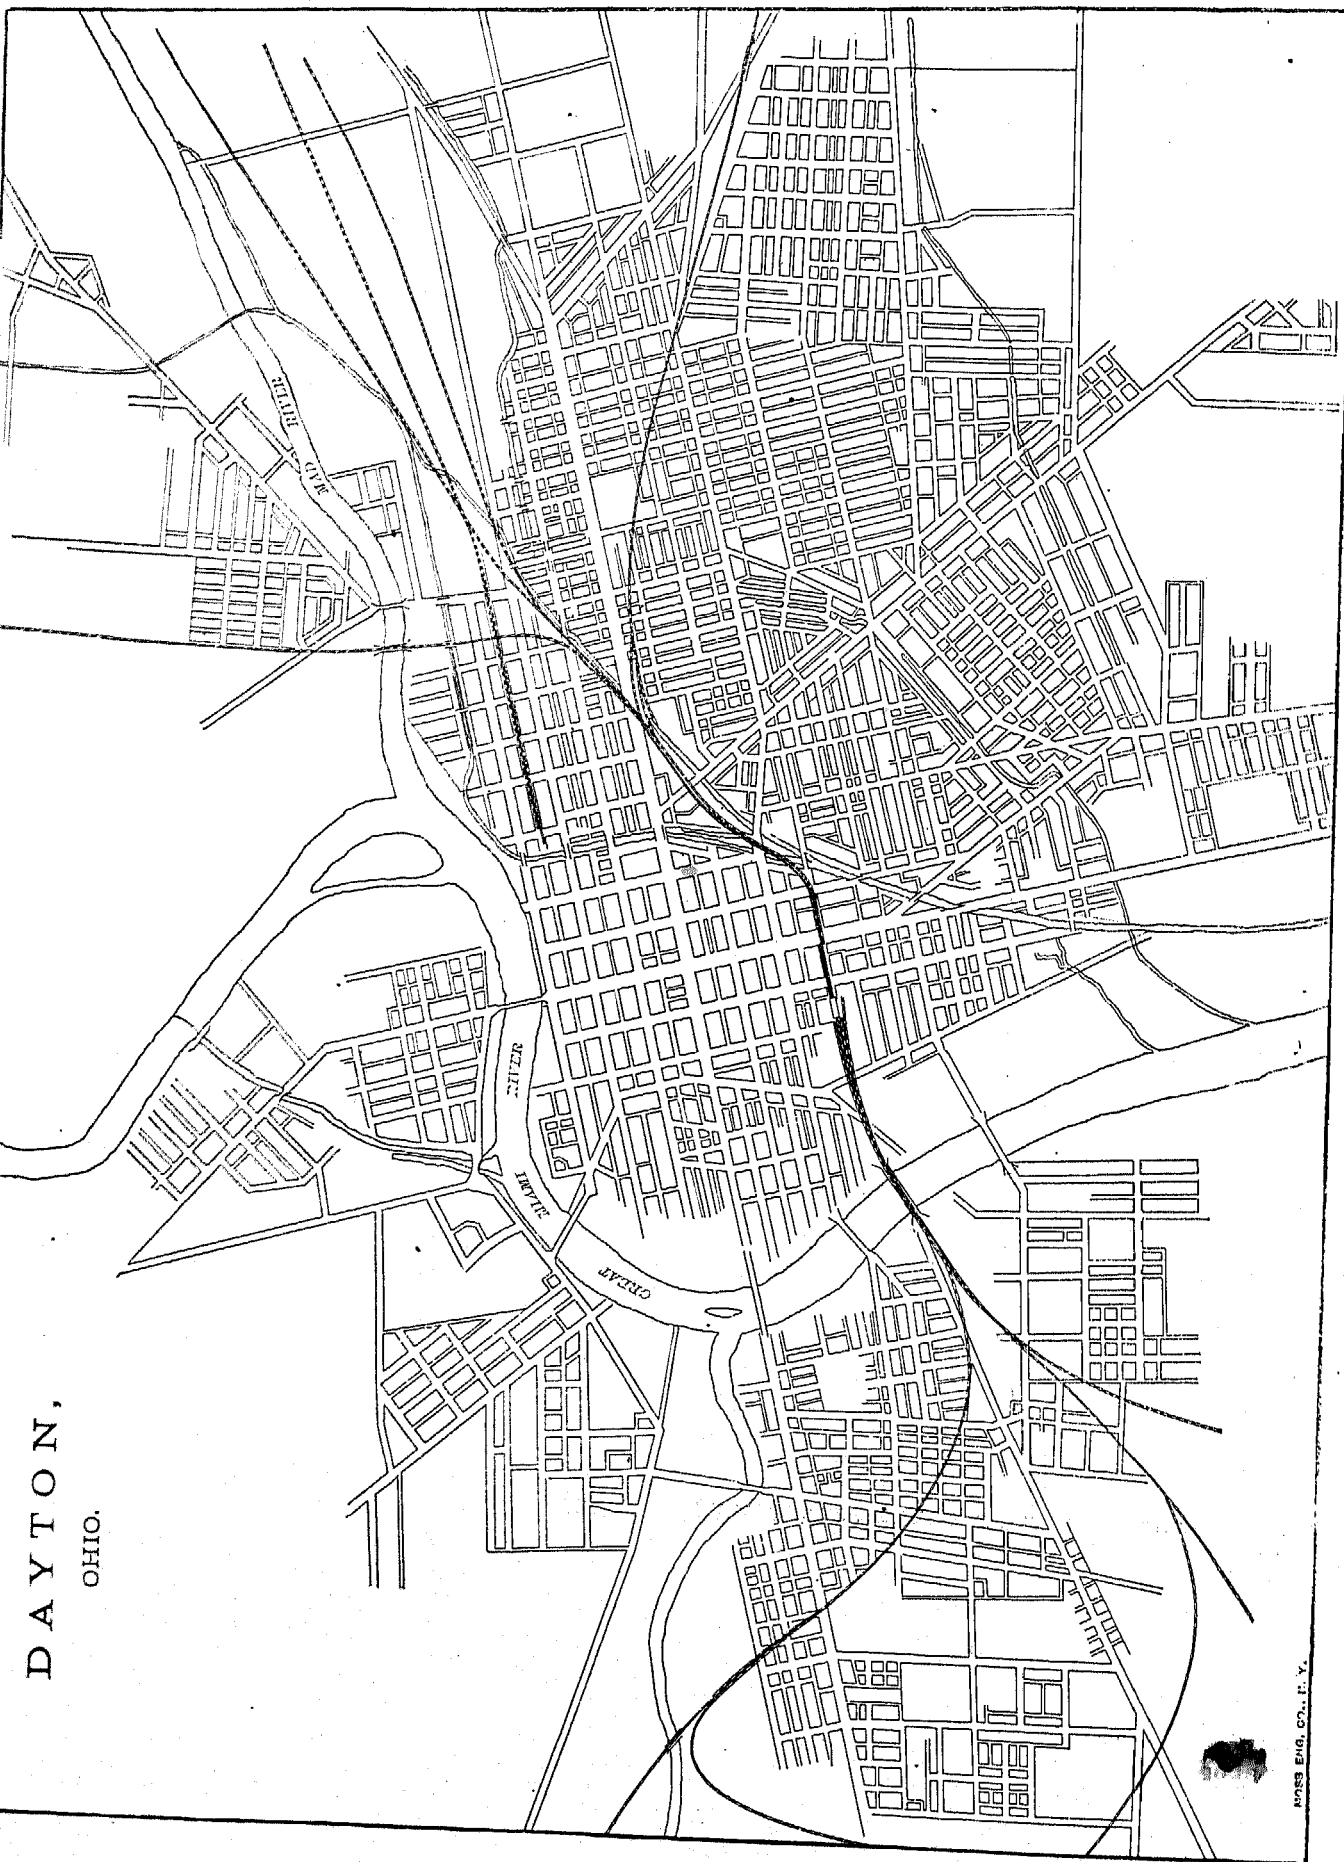 DAYTON,
OHIO.
MAD RIVER
GREAT MIAMI RIVER
MOSS ENG. CO., N. Y.